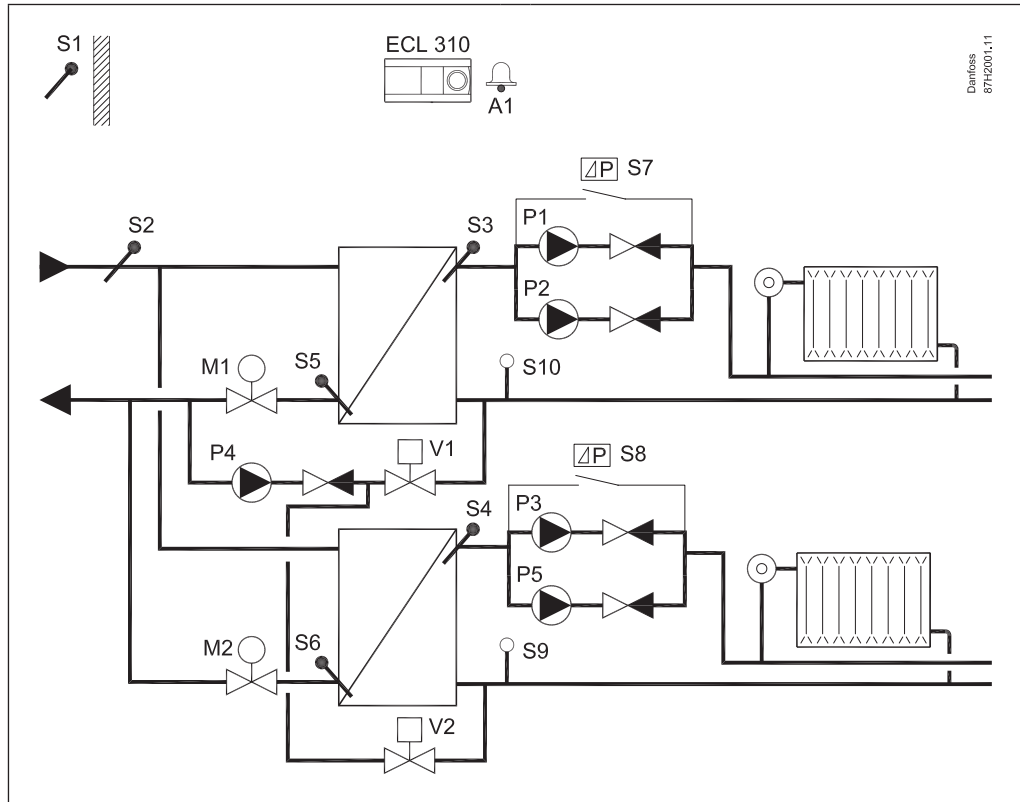 S1
ECL 310
A1
Danfoss
87H2001.11
⊿P S7
S2
S3
P1
P2
M1
S5
S10
P4
V1
⊿P S8
S4
P3
P5
M2
S6
S9
V2